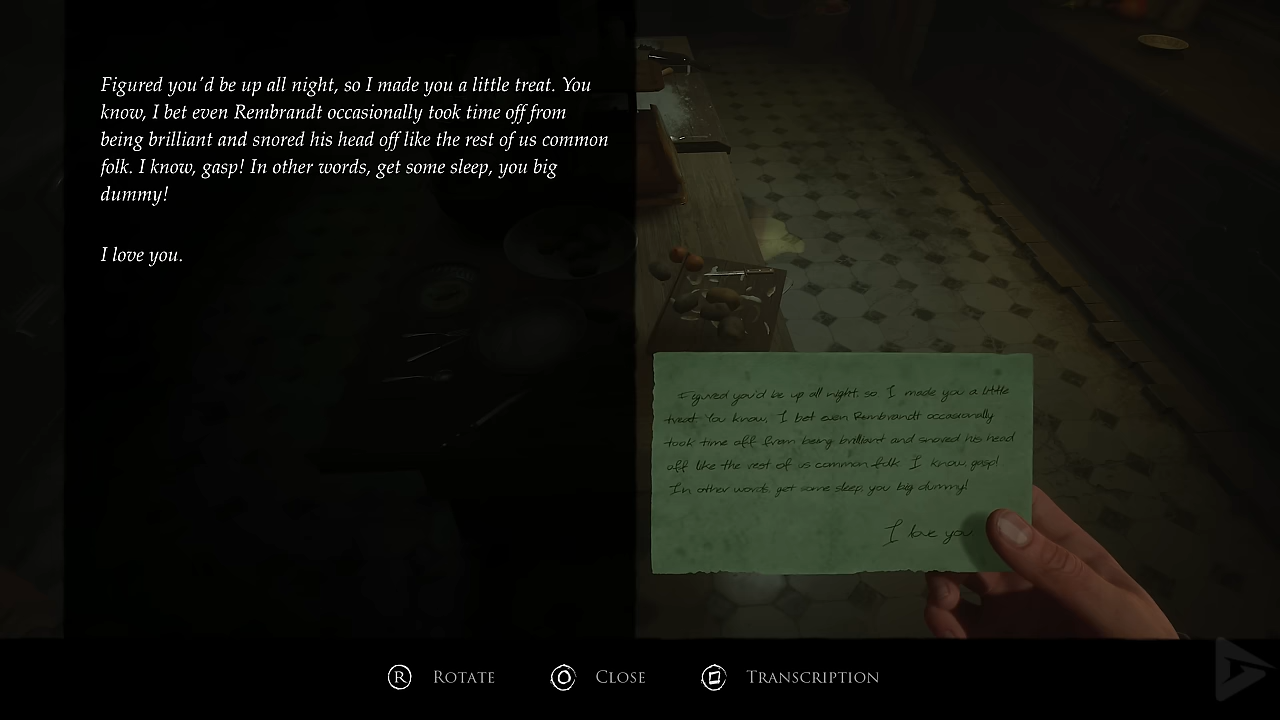 Figured you'd be up all night, so I made you a little treat. You
know, I bet even Rembrandt occasionally took time off from
being brilliant and snored his head off like the rest of us common
folk. I know, gasp! In other words, get some sleep, you big
dummy!
I love you.
Figured you'd be up all night, so I made you a little
treat. You know, I bet even Rembrandt occasionally
took time off from being brilliant and snored his head
off like the rest of us common folk. I know, gasp!
In other words, get some sleep, you big dummy!
I love you
R ROTATE CLOSE TRANSCRIPTION